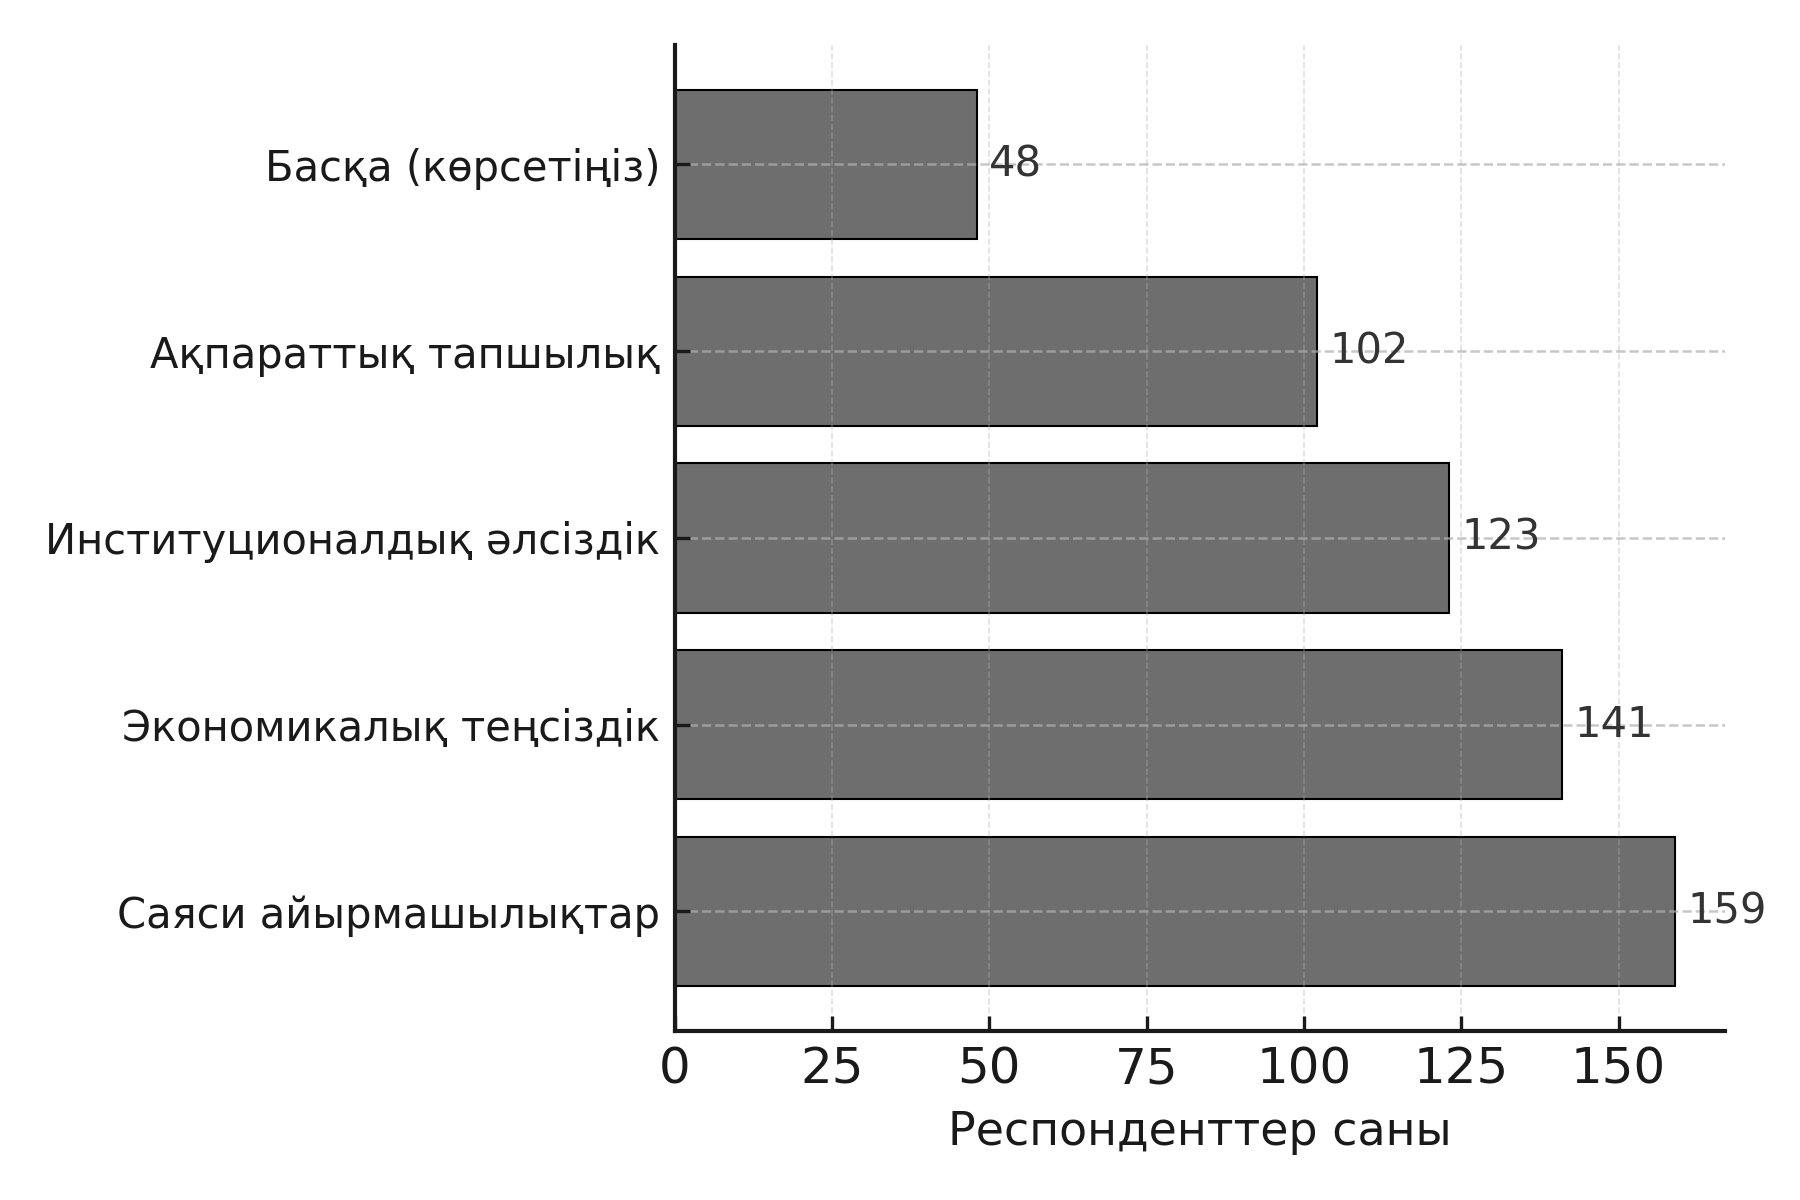 Басқа (көрсетіңіз)
48
Ақпараттық тапшылық
102
Институционалдық әлсіздік
123
Экономикалық теңсіздік
141
Саяси айырмашылықтар
159
0 25 50 75 100 125 150
Респонденттер саны